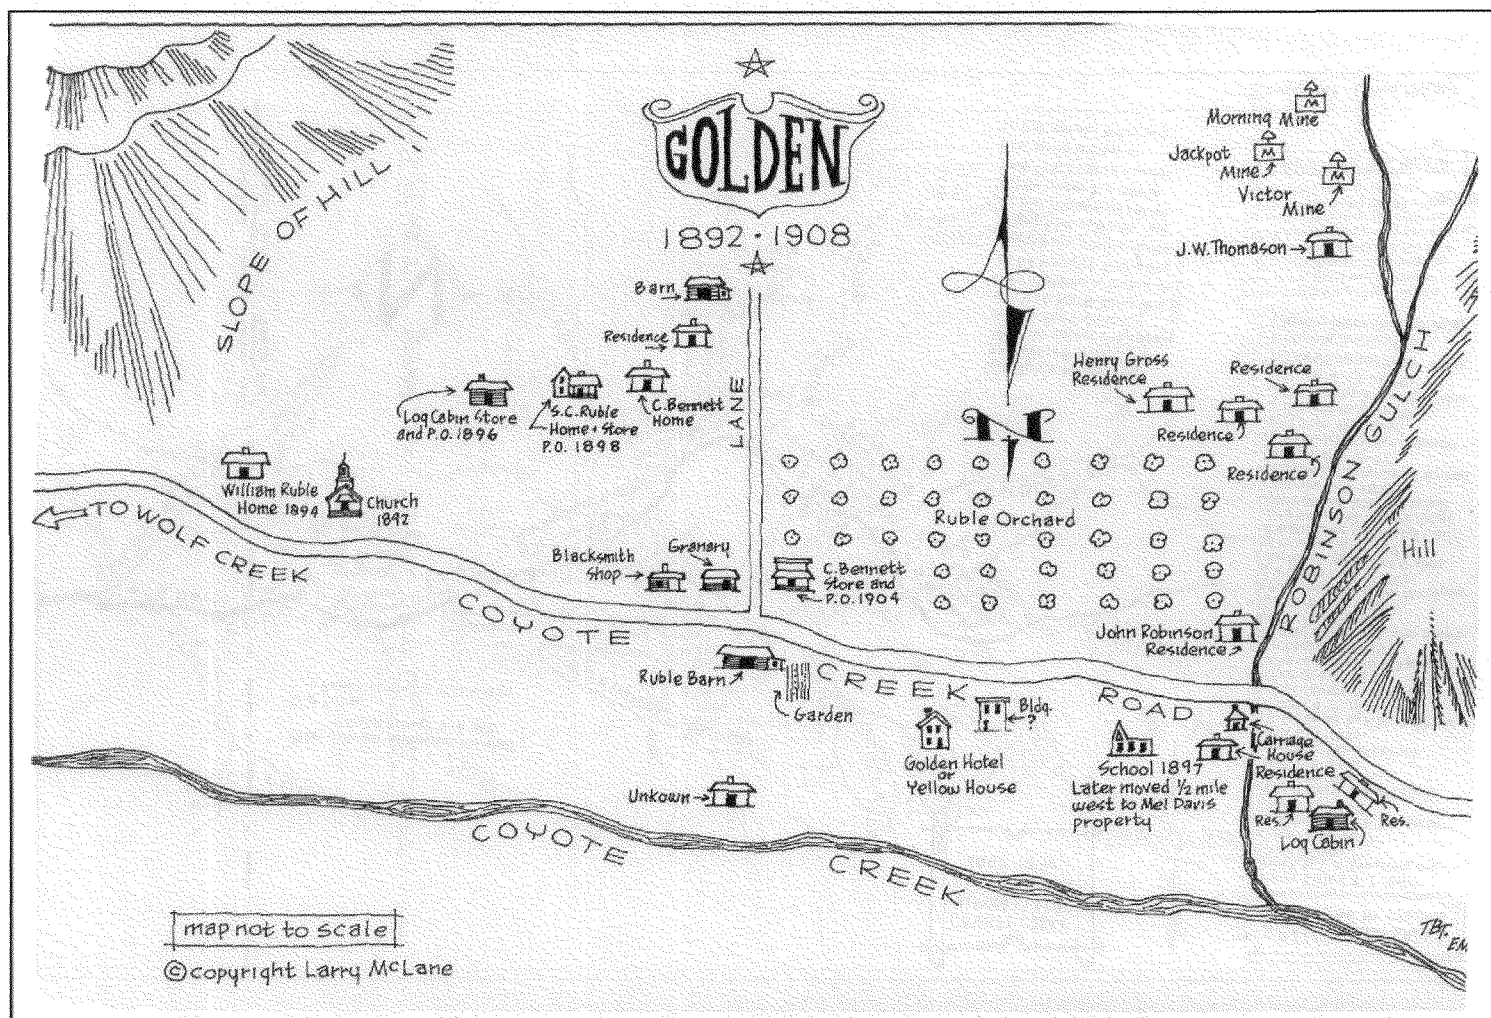 GOLDEN
1892 · 1908
SLOPE OF HILL
Morning Mine
M
Jackpot
Mine
M
Victor
Mine
M
J.W. Thomason
Barn
Residence
C. Bennett
Home
S.C. Ruble
Home + Store
P.O. 1898
Log Cabin Store
and P.O. 1896
LANE
N
Henry Gross
Residence
Residence
Residence
Residence
ROBINSON GULCH
Hill
William Ruble
Home 1894
Church
1892
TO WOLF CREEK
Ruble Orchard
Blacksmith
Shop
Granary
C. Bennett
Store and
P.O. 1904
John Robinson
Residence
COYOTE CREEK ROAD
Ruble Barn
Garden
Golden Hotel
or
Yellow House
Bldg.
?
School 1897
Later moved 1/2 mile
west to Mel Davis
property
Carriage
House
Residence
Res.
Log Cabin
Res.
Unkown
COYOTE CREEK
map not to scale
© copyright Larry McLane
TBT.
EM.